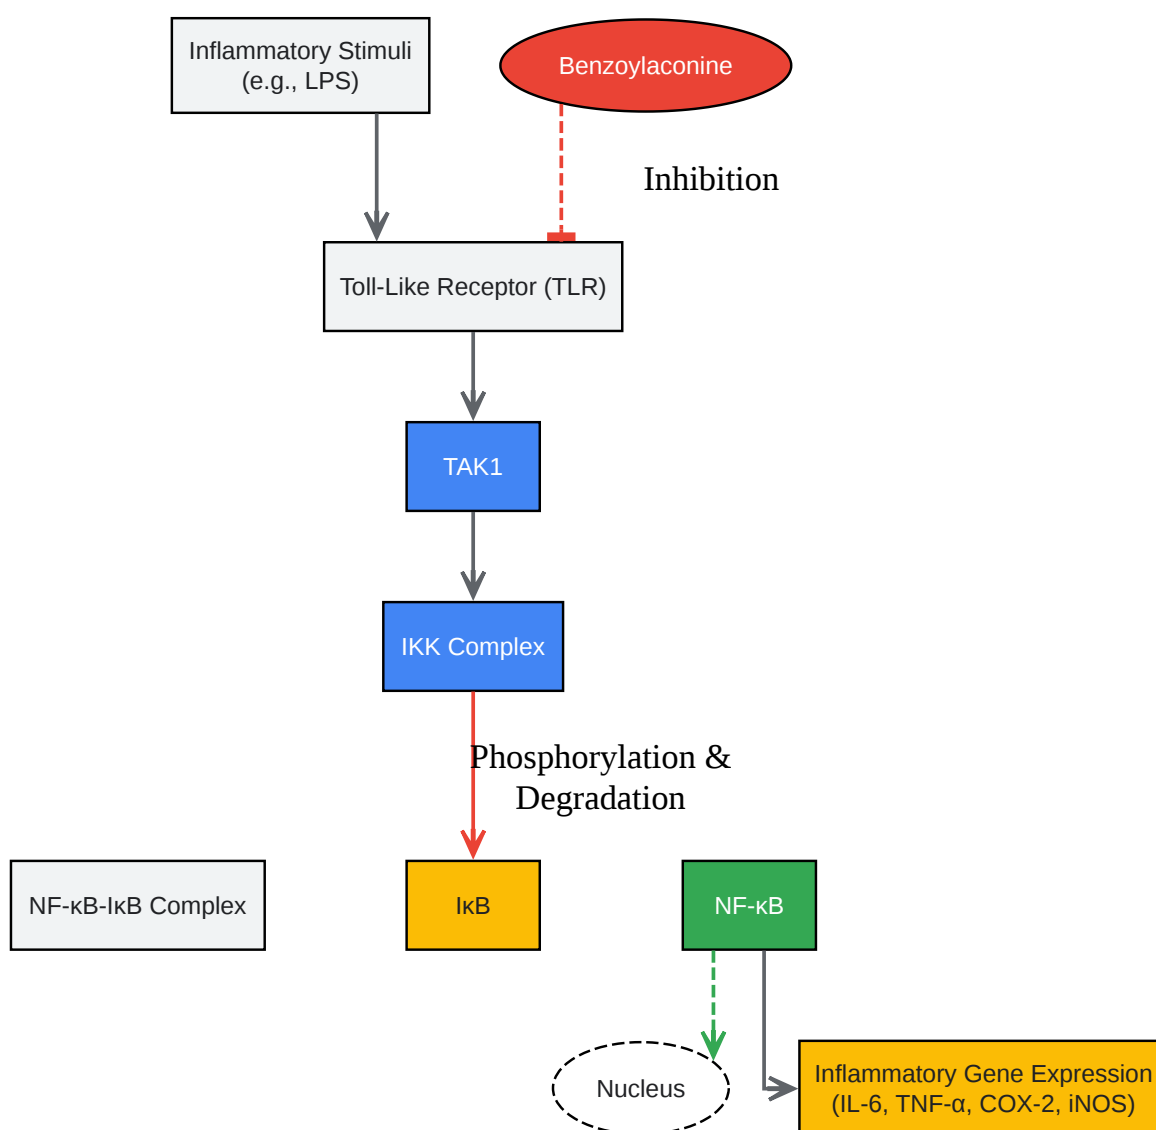 Inflammatory Stimuli
(e.g., LPS)
Benzoylaconine
Inhibition
Toll-Like Receptor (TLR)
TAK1
IKK Complex
Phosphorylation &
Degradation
NF-κB-IκB Complex
IκB
NF-κB
Nucleus
Inflammatory Gene Expression
(IL-6, TNF-α, COX-2, iNOS)